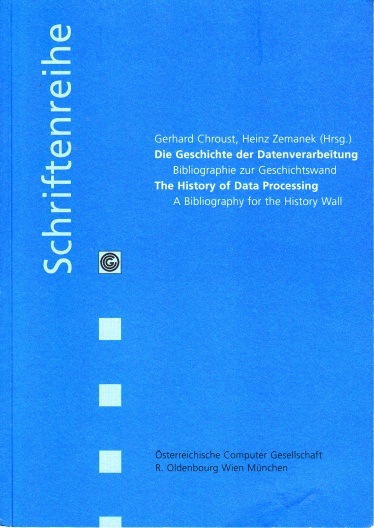 Schriftenreihe
Gerhard Chroust, Heinz Zemanek (Hrsg.)
Die Geschichte der Datenverarbeitung
Bibliographie zur Geschichtswand
The History of Data Processing
A Bibliography for the History Wall
Österreichische Computer Gesellschaft
R. Oldenbourg Wien München